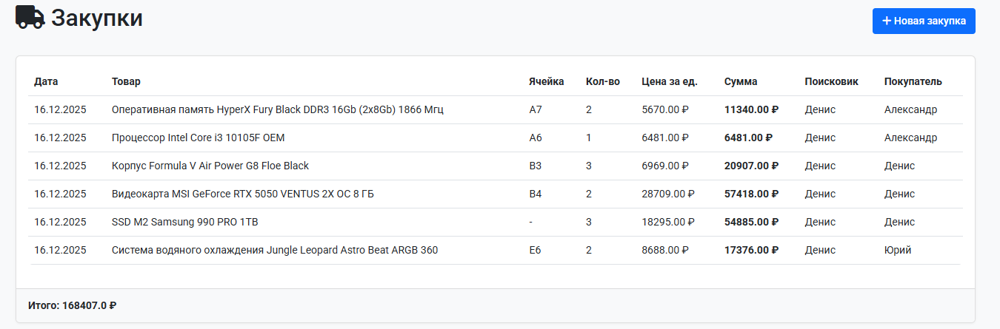 Закупки
+ Новая закупка
Дата Товар Ячейка Кол-во Цена за ед. Сумма Поисковик Покупатель
16.12.2025 Оперативная память HyperX Fury Black DDR3 16Gb (2x8Gb) 1866 Мгц A7 2 5670.00 ₽ 11340.00 ₽ Денис Александр
16.12.2025 Процессор Intel Core i3 10105F OEM A6 1 6481.00 ₽ 6481.00 ₽ Денис Александр
16.12.2025 Корпус Formula V Air Power G8 Floe Black B3 3 6969.00 ₽ 20907.00 ₽ Денис Денис
16.12.2025 Видеокарта MSI GeForce RTX 5050 VENTUS 2X OC 8 ГБ B4 2 28709.00 ₽ 57418.00 ₽ Денис Денис
16.12.2025 SSD M2 Samsung 990 PRO 1TB - 3 18295.00 ₽ 54885.00 ₽ Денис Денис
16.12.2025 Система водяного охлаждения Jungle Leopard Astro Beat ARGB 360 E6 2 8688.00 ₽ 17376.00 ₽ Денис Юрий
Итого: 168407.0 ₽